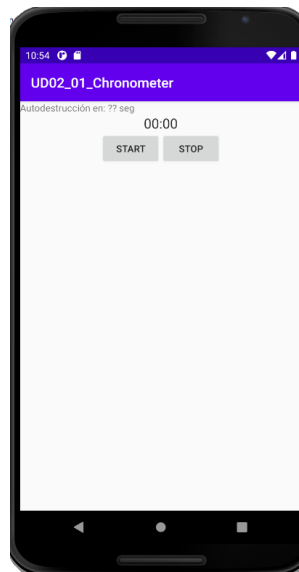 10:54
UD02_01_Chronometer
Autodestrucción en: ?? seg
00:00
START STOP